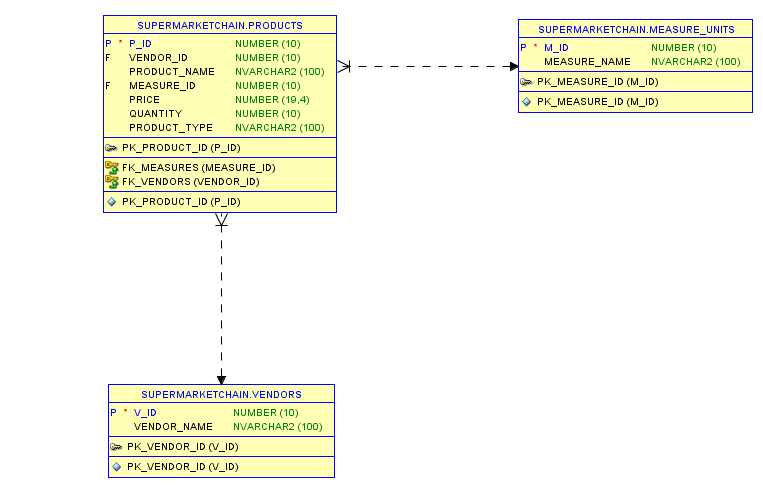 SUPERMARKETCHAIN.PRODUCTS
P * P_ID NUMBER (10)
F VENDOR_ID NUMBER (10)
PRODUCT_NAME NVARCHAR2 (100)
F MEASURE_ID NUMBER (10)
PRICE NUMBER (19,4)
QUANTITY NUMBER (10)
PRODUCT_TYPE NVARCHAR2 (100)
PK_PRODUCT_ID (P_ID)
FK_MEASURES (MEASURE_ID)
FK_VENDORS (VENDOR_ID)
PK_PRODUCT_ID (P_ID)
SUPERMARKETCHAIN.MEASURE_UNITS
P * M_ID NUMBER (10)
MEASURE_NAME NVARCHAR2 (100)
PK_MEASURE_ID (M_ID)
PK_MEASURE_ID (M_ID)
SUPERMARKETCHAIN.VENDORS
P * V_ID NUMBER (10)
VENDOR_NAME NVARCHAR2 (100)
PK_VENDOR_ID (V_ID)
PK_VENDOR_ID (V_ID)